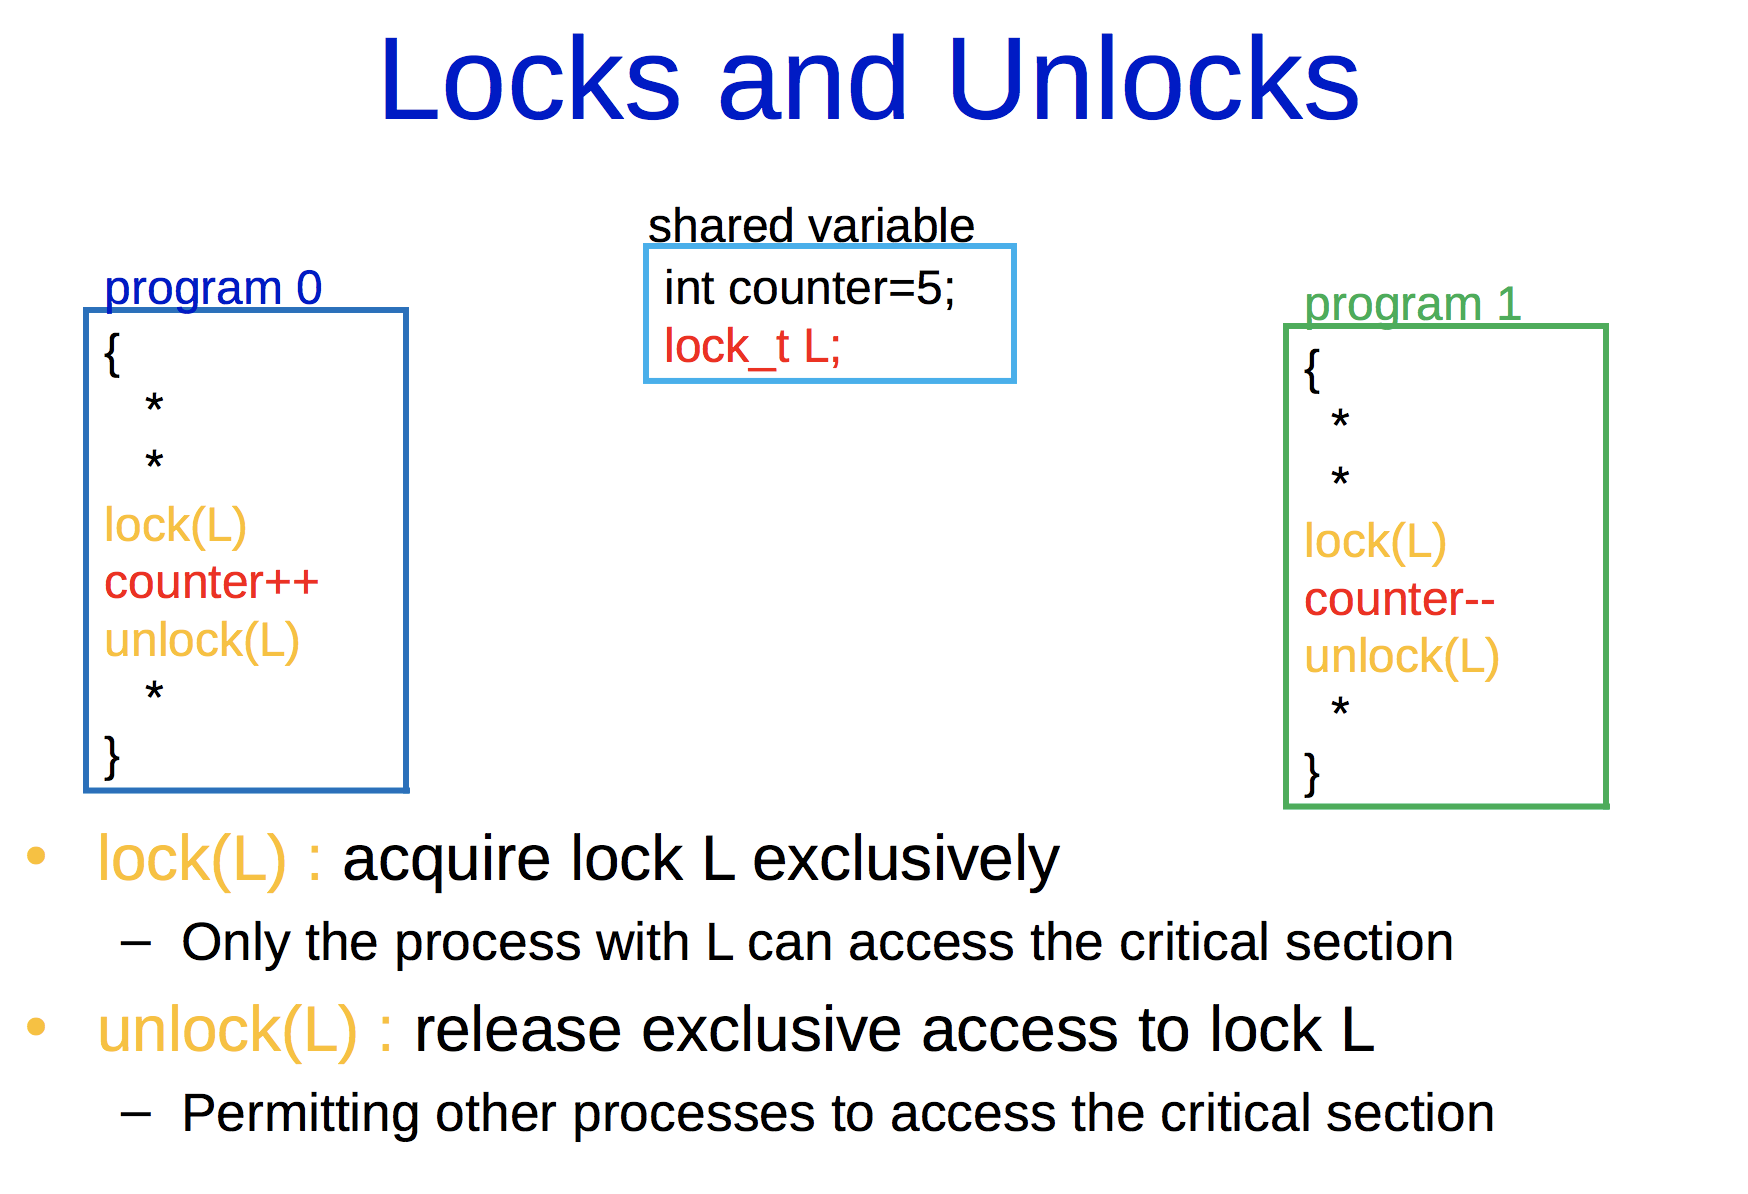 Locks and Unlocks
shared variable
int counter=5;
lock_t L;
program 0
{
*
*
lock(L)
counter++
unlock(L)
*
}
program 1
{
*
*
lock(L)
counter--
unlock(L)
*
}
• lock(L) : acquire lock L exclusively
– Only the process with L can access the critical section
• unlock(L) : release exclusive access to lock L
– Permitting other processes to access the critical section